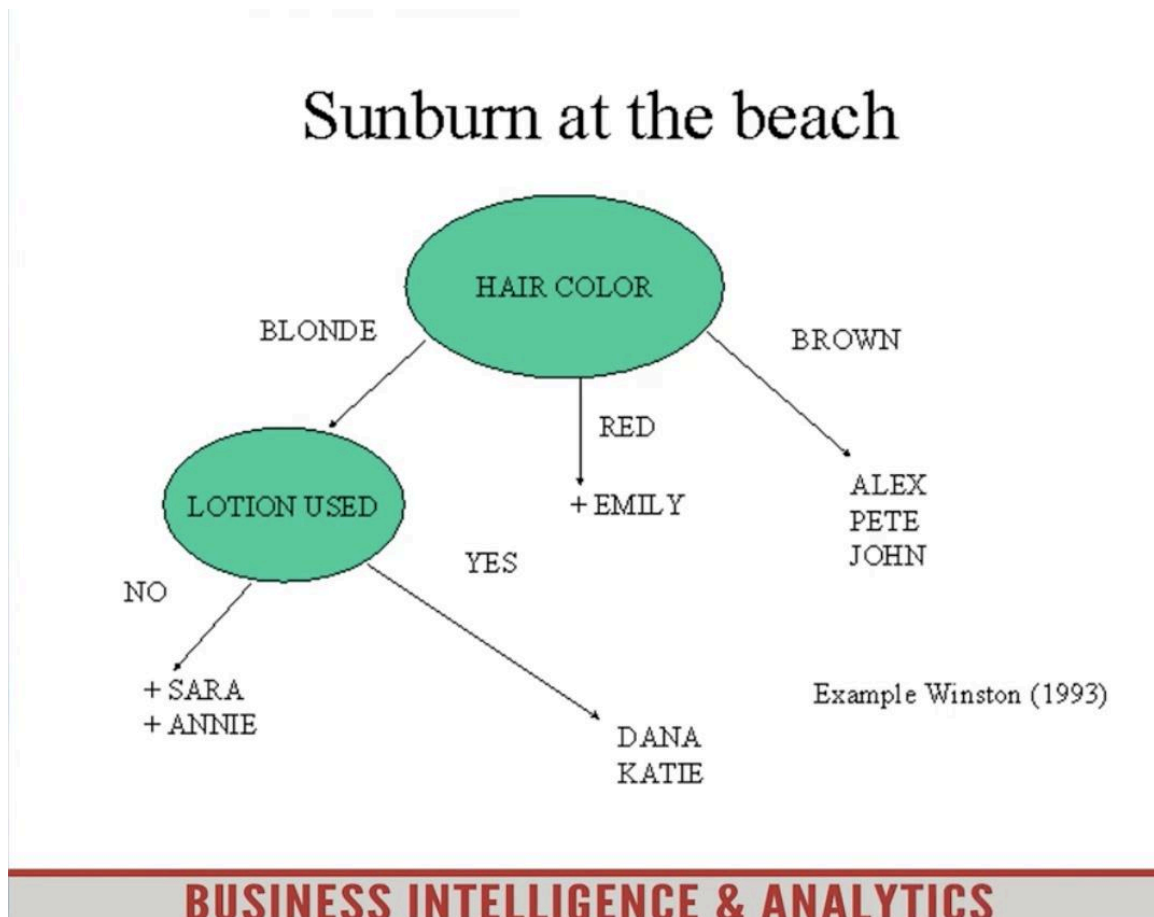 Sunburn at the beach
HAIR COLOR
BLONDE
BROWN
RED
LOTION USED
+ EMILY
ALEX
PETE
JOHN
YES
NO
+ SARA
+ ANNIE
Example Winston (1993)
DANA
KATIE
BUSINESS INTELLIGENCE & ANALYTICS